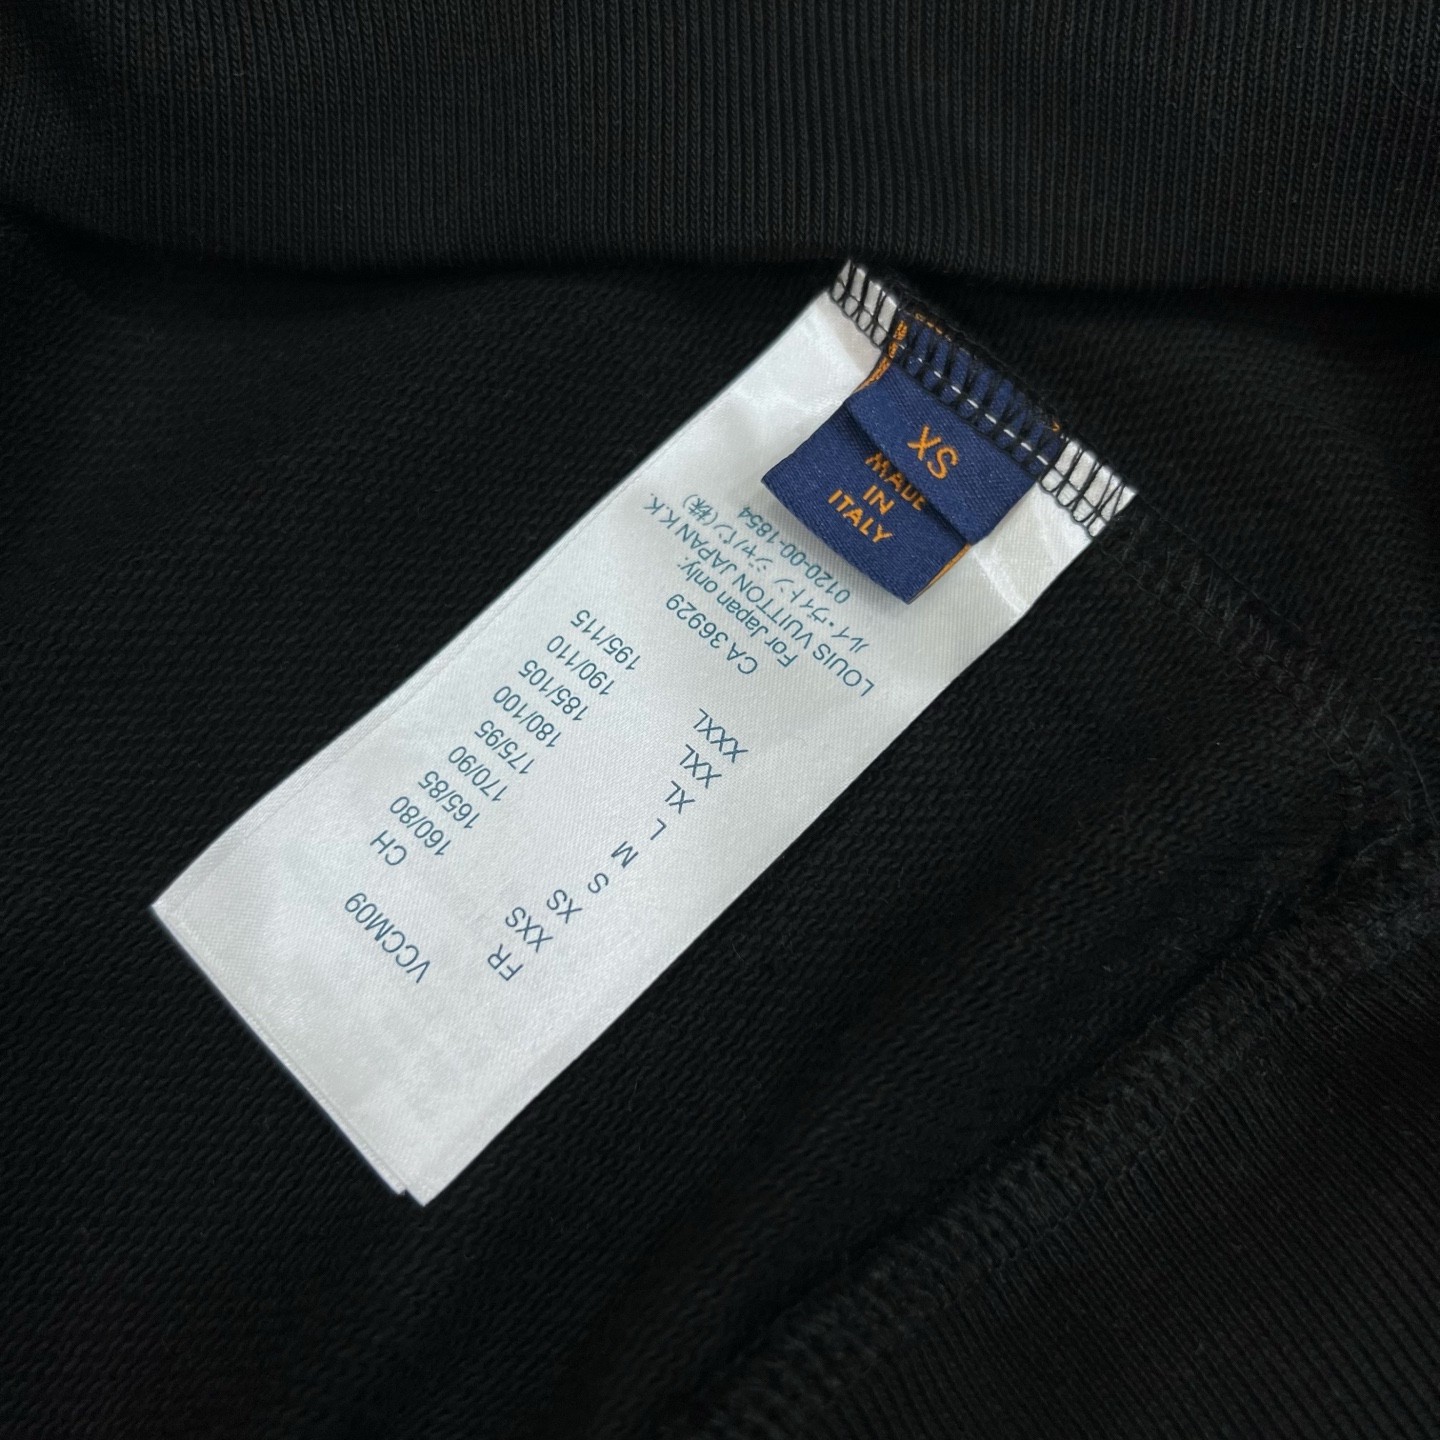 XS
MADE
IN
ITALY
VCCM09
FR CH
XXS 160/80
XS 165/85
S 170/90
M 175/95
L 180/100
XL 185/105
XXL 190/110
XXXL 195/115
CA 36929
For Japan only:
LOUIS VUITTON JAPAN K.K.
ルイ・ヴィトン ジャパン(株)
0120-00-1854